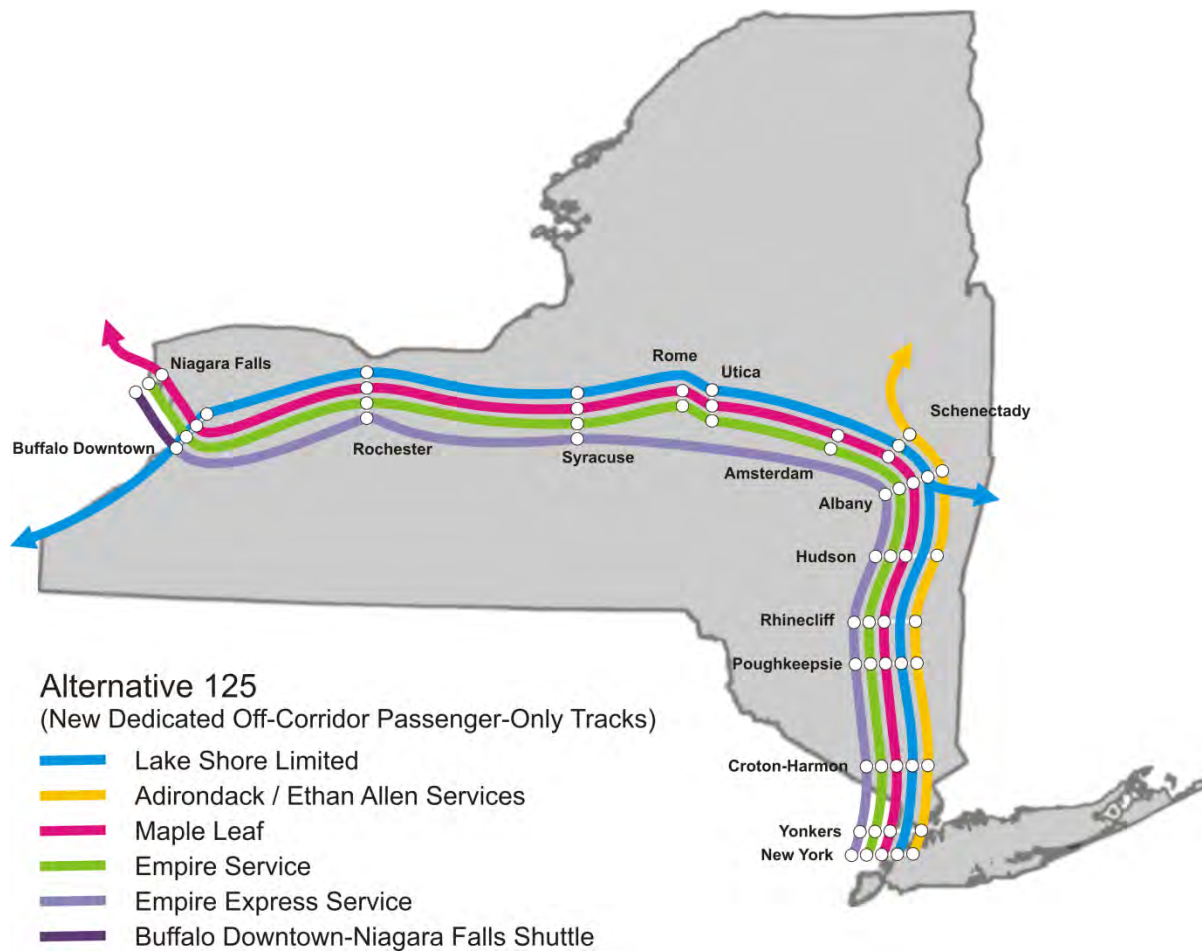 Niagara Falls
Rome
Utica
Schenectady
Buffalo Downtown
Rochester
Syracuse
Amsterdam
Albany
Hudson
Rhinecliff
Poughkeepsie
Croton-Harmon
Yonkers
New York
Alternative 125
(New Dedicated Off-Corridor Passenger-Only Tracks)
Lake Shore Limited
Adirondack / Ethan Allen Services
Maple Leaf
Empire Service
Empire Express Service
Buffalo Downtown-Niagara Falls Shuttle